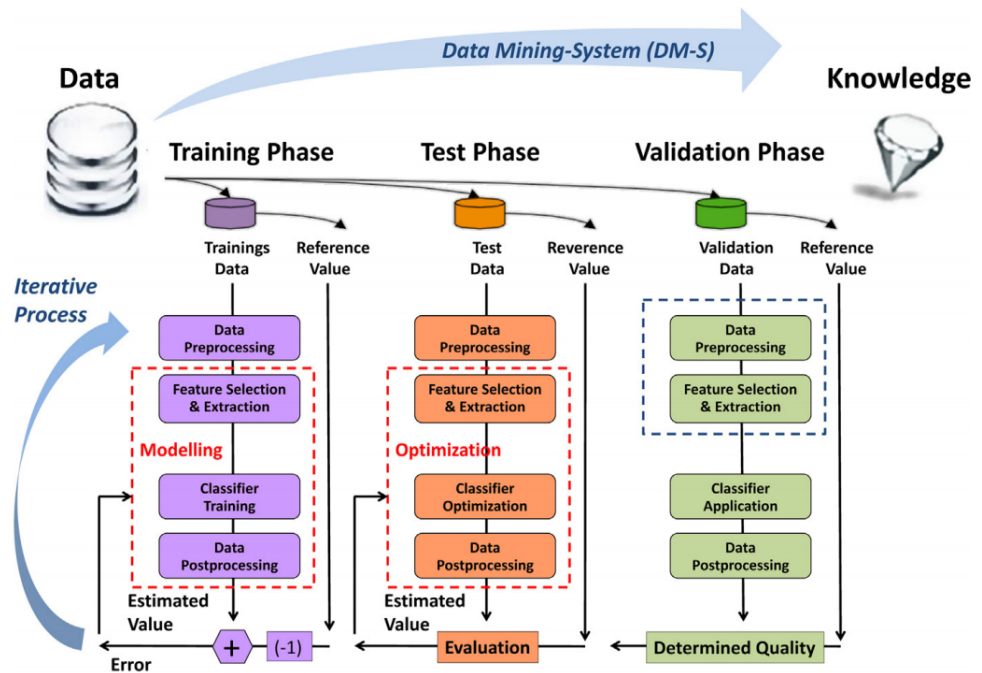 Data Mining-System (DM-S)
Data
Knowledge
Training Phase
Test Phase
Validation Phase
Trainings
Data
Reference
Value
Test
Data
Reverence
Value
Validation
Data
Reference
Value
Iterative
Process
Data
Preprocessing
Feature Selection
& Extraction
Modelling
Classifier
Training
Data
Postprocessing
Estimated
Value
+
(-1)
Error
Data
Preprocessing
Feature Selection
& Extraction
Optimization
Classifier
Optimization
Data
Postprocessing
Estimated
Value
Evaluation
Data
Preprocessing
Feature Selection
& Extraction
Classifier
Application
Data
Postprocessing
Determined Quality